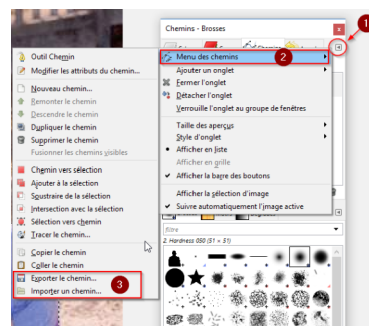 Chemins - Brosses
1
Menu des chemins
2
Ajouter un onglet
Fermer l'onglet
Détacher l'onglet
Verrouille l'onglet au groupe de fenêtres
Taille des aperçus
Style d'onglet
Afficher en liste
Afficher en grille
Afficher la barre des boutons
Afficher la sélection d'image
Suivre automatiquement l'image active
Outil Chemin
Modifier les attributs du chemin...
Nouveau chemin...
Remonter le chemin
Descendre le chemin
Dupliquer le chemin
Supprimer le chemin
Fusionner les chemins visibles
Chemin vers sélection
Ajouter à la sélection
Soustraire de la sélection
Intersection avec la sélection
Sélection vers chemin
Tracer le chemin...
Copier le chemin
Coller le chemin
Exporter le chemin...
Importer un chemin...
3
filtre
2. Hardness 050 (51 × 51)